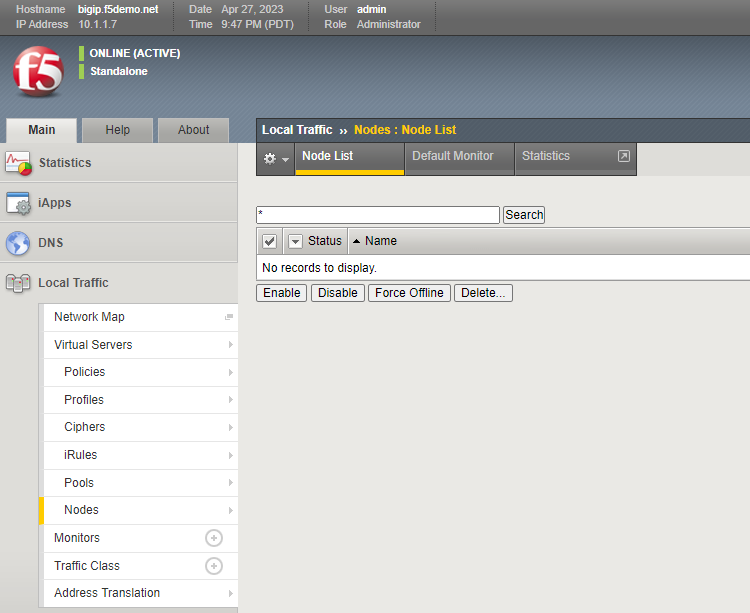 Hostname bigip.f5demo.net Date Apr 27, 2023 User admin
IP Address 10.1.1.7 Time 9:47 PM (PDT) Role Administrator
f5
ONLINE (ACTIVE)
Standalone
Main Help About
Local Traffic ›› Nodes : Node List
Node List Default Monitor Statistics
Statistics
iApps
DNS
Local Traffic
Network Map
Virtual Servers
Policies
Profiles
Ciphers
iRules
Pools
Nodes
Monitors
Traffic Class
Address Translation
* Search
Status Name
No records to display.
Enable Disable Force Offline Delete...